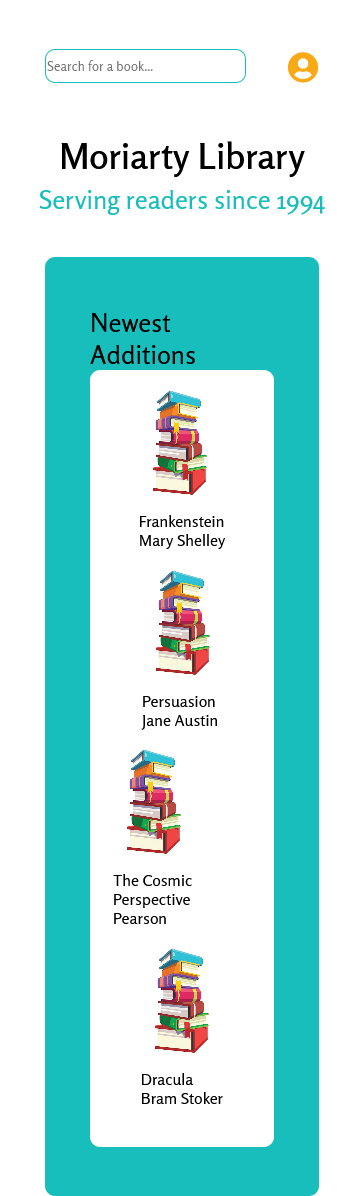 Search for a book...
Moriarty Library
Serving readers since 1994
Newest
Additions
Frankenstein
Mary Shelley
Persuasion
Jane Austin
The Cosmic
Perspective
Pearson
Dracula
Bram Stoker